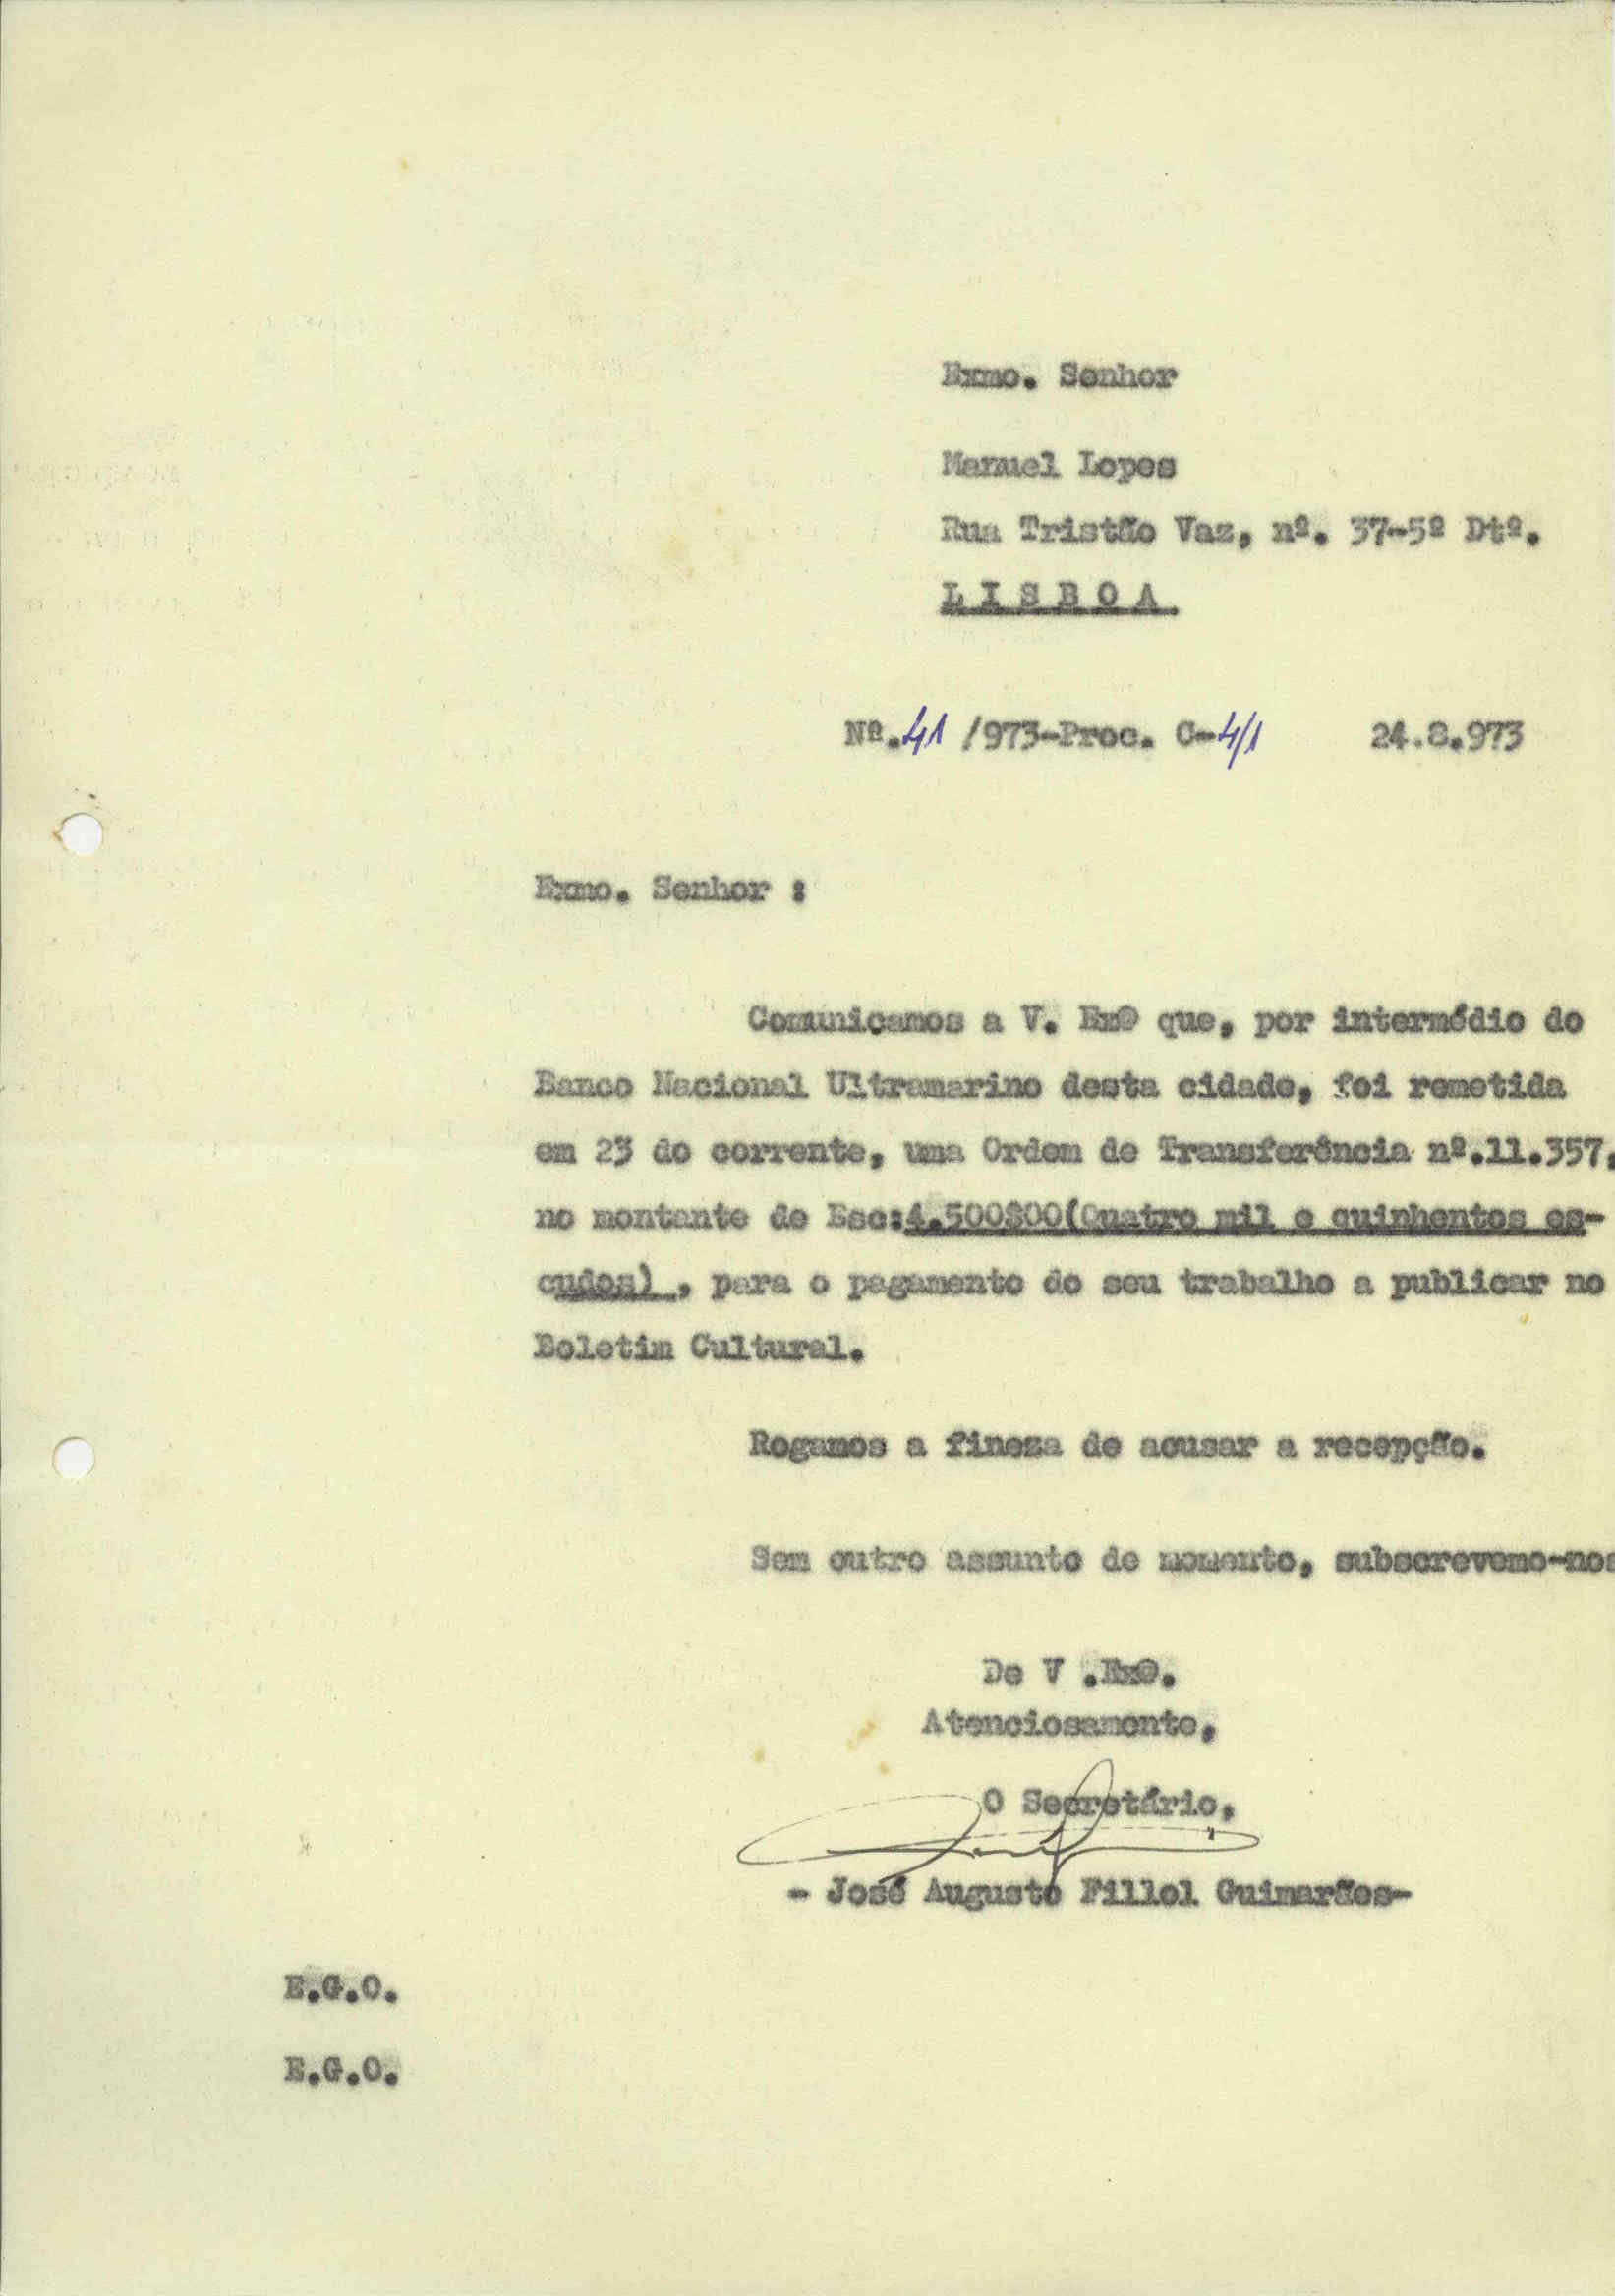 Exmo. Senhor
Manuel Lopes
Rua Tristão Vaz, nº. 37-5º Dtº.
L I S B O A
Nº.41 /973-Proc. C-4/1 24.8.973
Exmo. Senhor :
Comunicamos a V. Exª que, por intermédio do
Banco Nacional Ultramarino desta cidade, foi remetida
em 23 do corrente, uma Ordem de Transferência nº.11.357,
no montante de Esc:4.500$00(Quatro mil e quinhentos es-
cudos) , para o pagamento do seu trabalho a publicar no
Boletim Cultural.
Rogamos a fineza de acusar a recepção.
Sem outro assunto de momento, subscrevemo-nos
De V .Exª.
Atenciosamente,
O Secretário,
- José Augusto Fillol Guimarães-
E.G.O.
E.G.O.